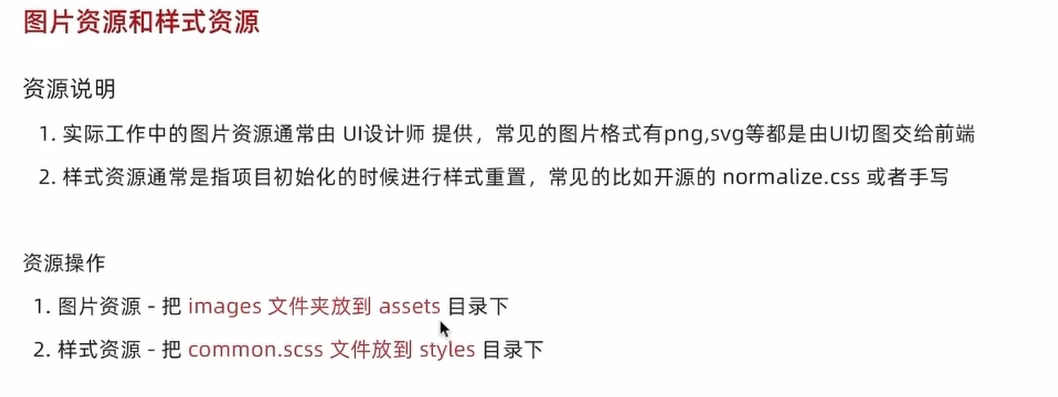 图片资源和样式资源
资源说明
1. 实际工作中的图片资源通常由 UI设计师 提供，常见的图片格式有png,svg等都是由UI切图交给前端
2. 样式资源通常是指项目初始化的时候进行样式重置，常见的比如开源的 normalize.css 或者手写
资源操作
1. 图片资源 - 把 images 文件夹放到 assets 目录下
2. 样式资源 - 把 common.scss 文件放到 styles 目录下